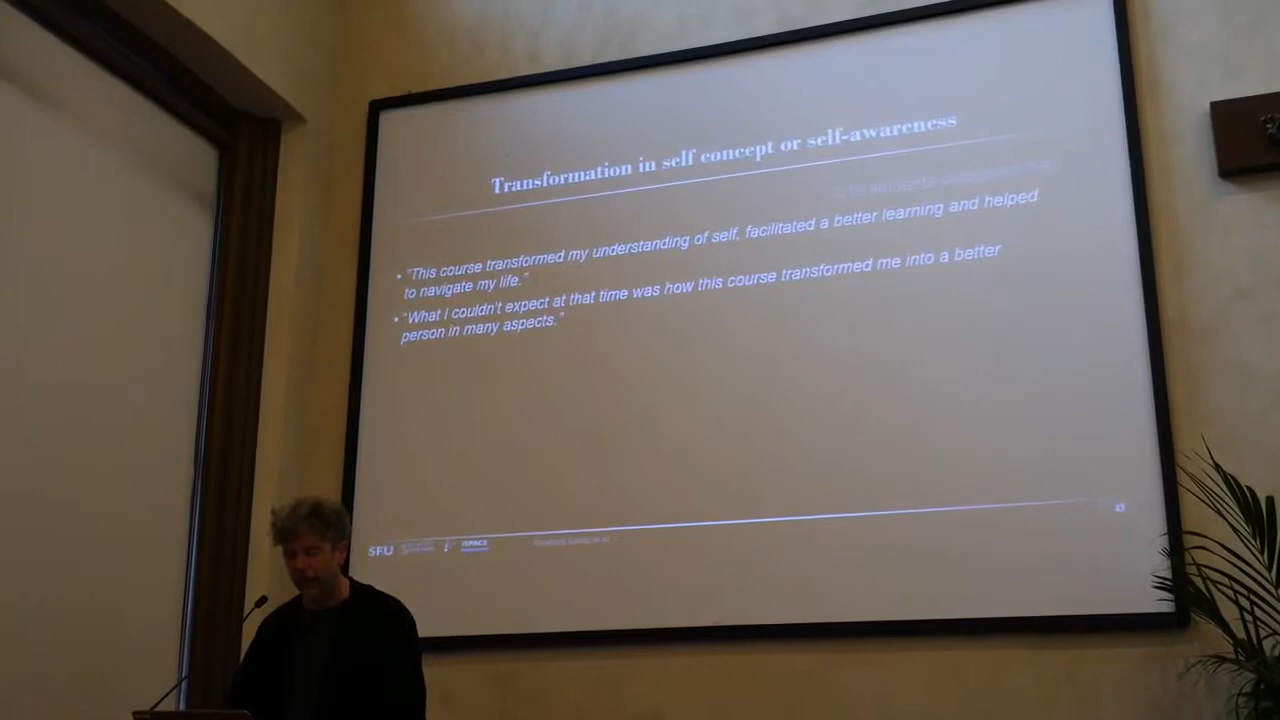 Transformation in self concept or self-awareness
• "This course transformed my understanding of self, facilitated a better learning and helped
to navigate my life."
• "What I couldn't expect at that time was how this course transformed me into a better
person in many aspects."
SFU
iSPACE